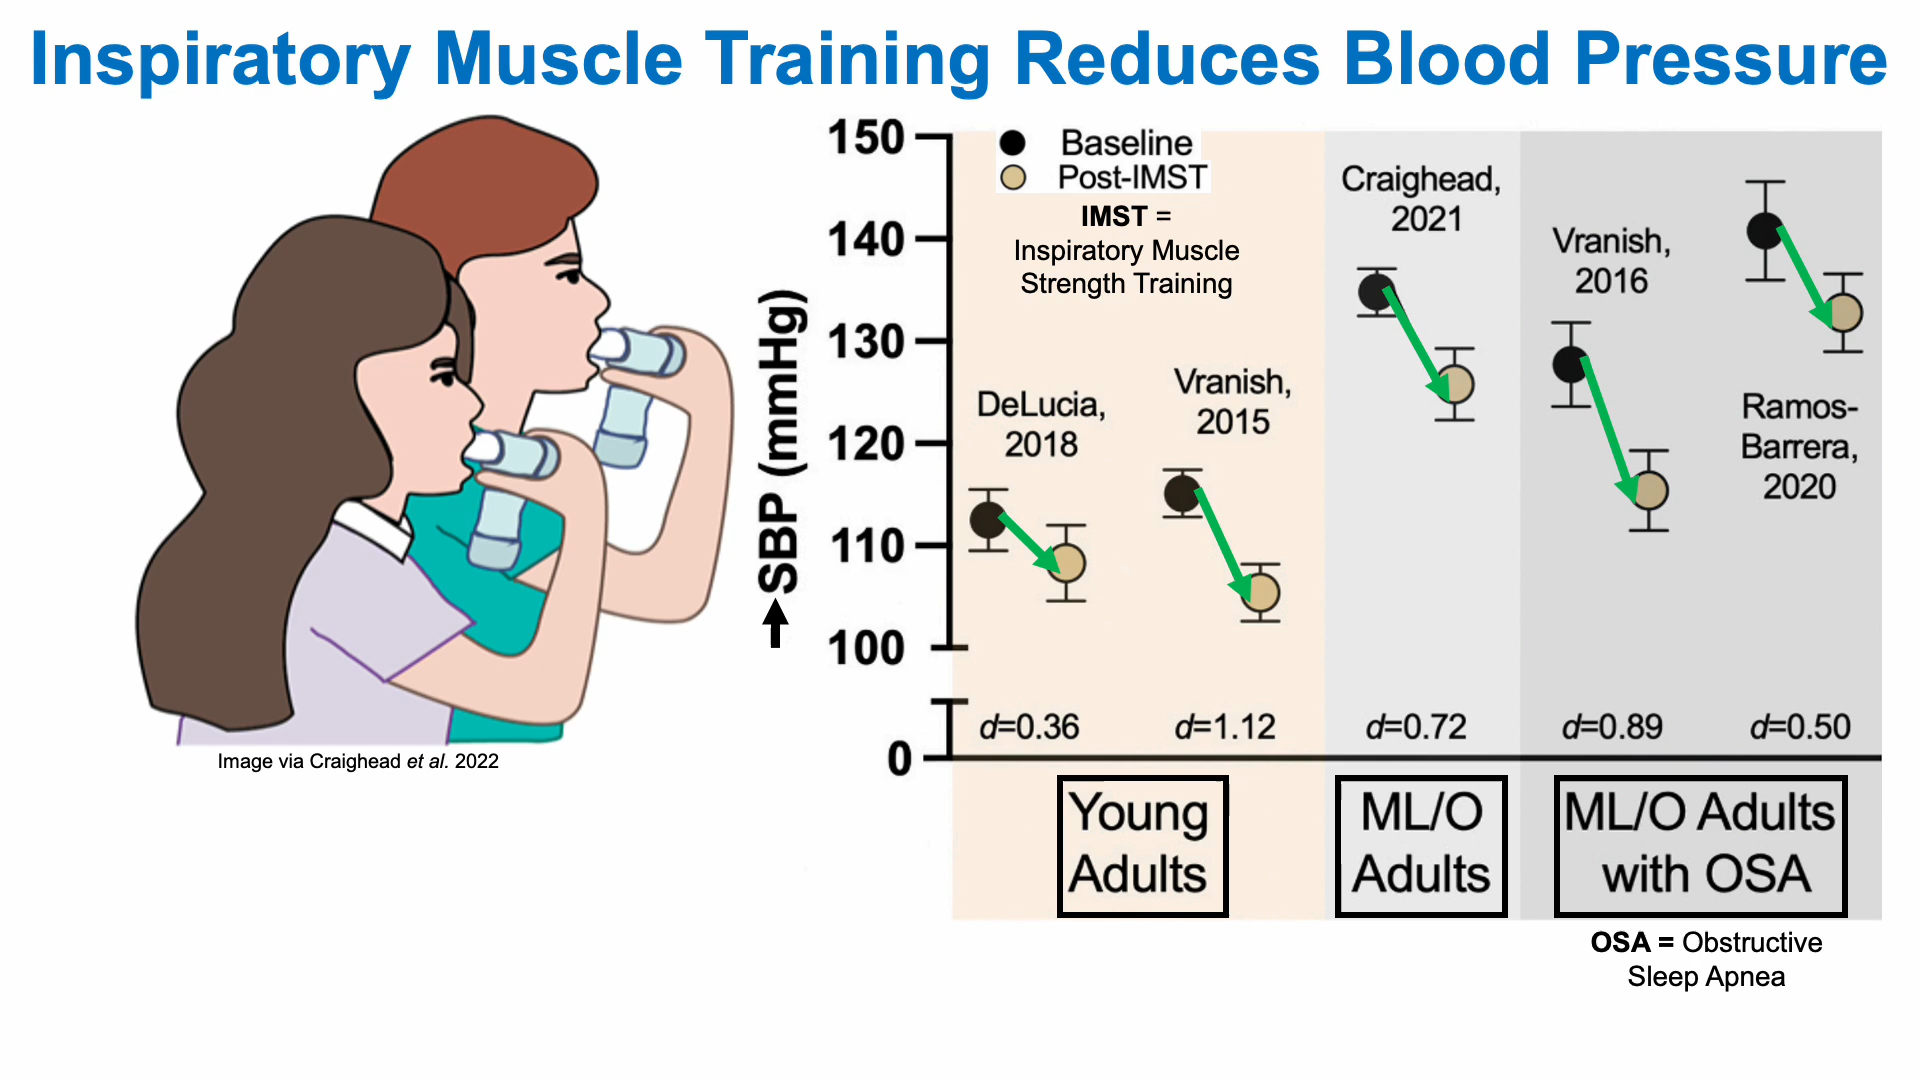 Inspiratory Muscle Training Reduces Blood Pressure
Image via Craighead et al. 2022
SBP (mmHg)
150
140
130
120
110
100
0
Baseline
Post-IMST
IMST =
Inspiratory Muscle
Strength Training
DeLucia,
2018
Vranish,
2015
Craighead,
2021
Vranish,
2016
Ramos-
Barrera,
2020
d=0.36
d=1.12
d=0.72
d=0.89
d=0.50
Young
Adults
ML/O
Adults
ML/O Adults
with OSA
OSA = Obstructive
Sleep Apnea